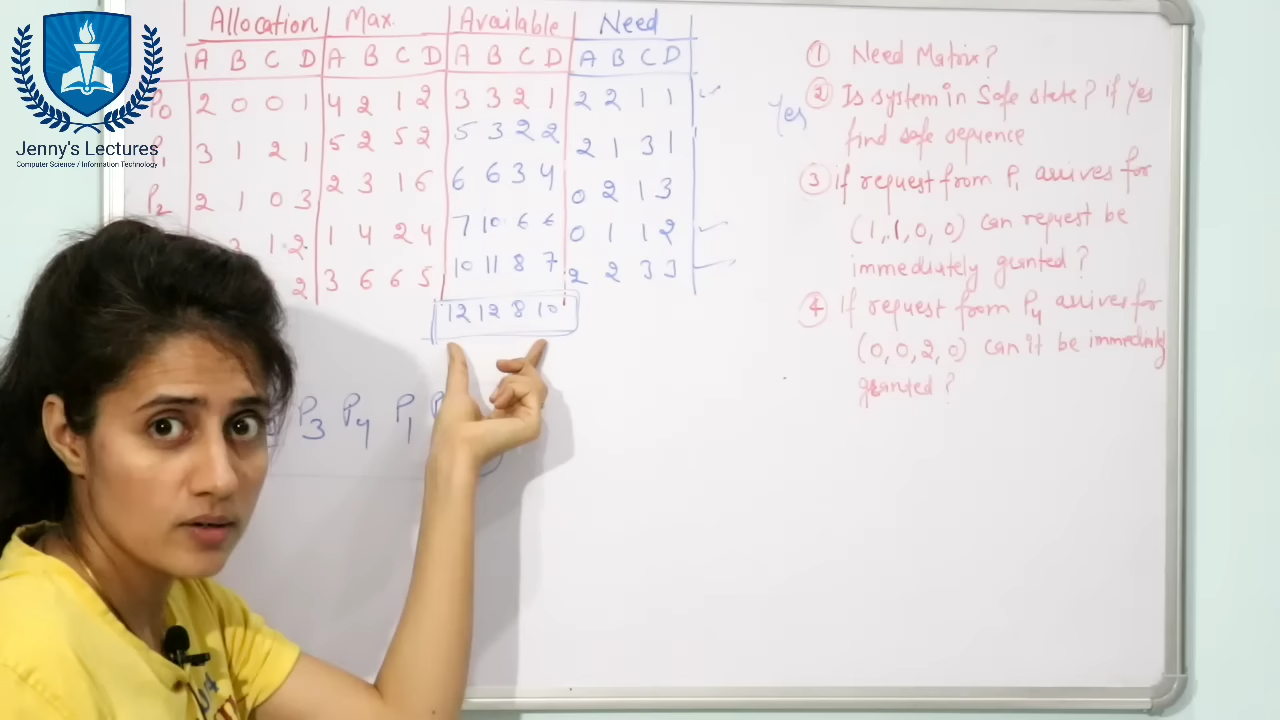 Allocation Max. Available Need
A B C D A B C D A B C D A B C D
P0 2 0 0 1 4 2 1 2 3 3 2 1 2 2 1 1
3 1 2 1 5 2 5 2 5 3 2 2 2 1 3 1
P2 2 1 0 3 2 3 1 6 6 6 3 4 0 2 1 3
3 1 2 1 4 2 4 7 10 6 6 0 1 1 2
2 3 6 6 5 10 11 8 7 2 2 3 3
12 12 8 10
P3 P4 P1
Yes
① Need Matrix?
② Is system in Safe state? if Yes
find safe sequence
③ if request from P1 arrives for
(1, 1, 0, 0) can request be
immediately granted?
④ If request from P4 arrives for
(0, 0, 2, 0) can it be immediately
granted?
Jenny's Lectures
Computer Science / Information Technology